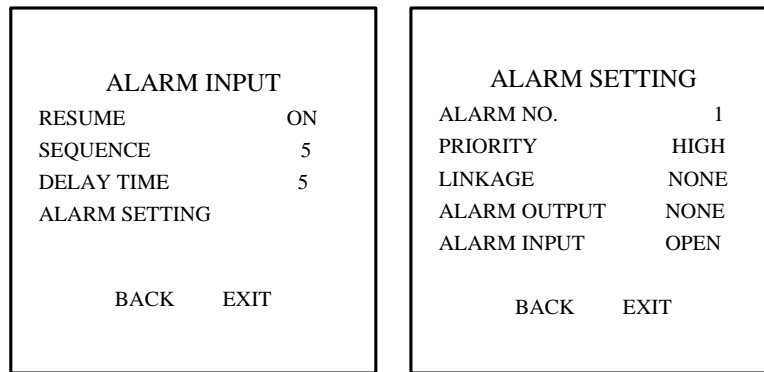 ALARM INPUT
RESUME ON
SEQUENCE 5
DELAY TIME 5
ALARM SETTING
BACK EXIT
ALARM SETTING
ALARM NO. 1
PRIORITY HIGH
LINKAGE NONE
ALARM OUTPUT NONE
ALARM INPUT OPEN
BACK EXIT